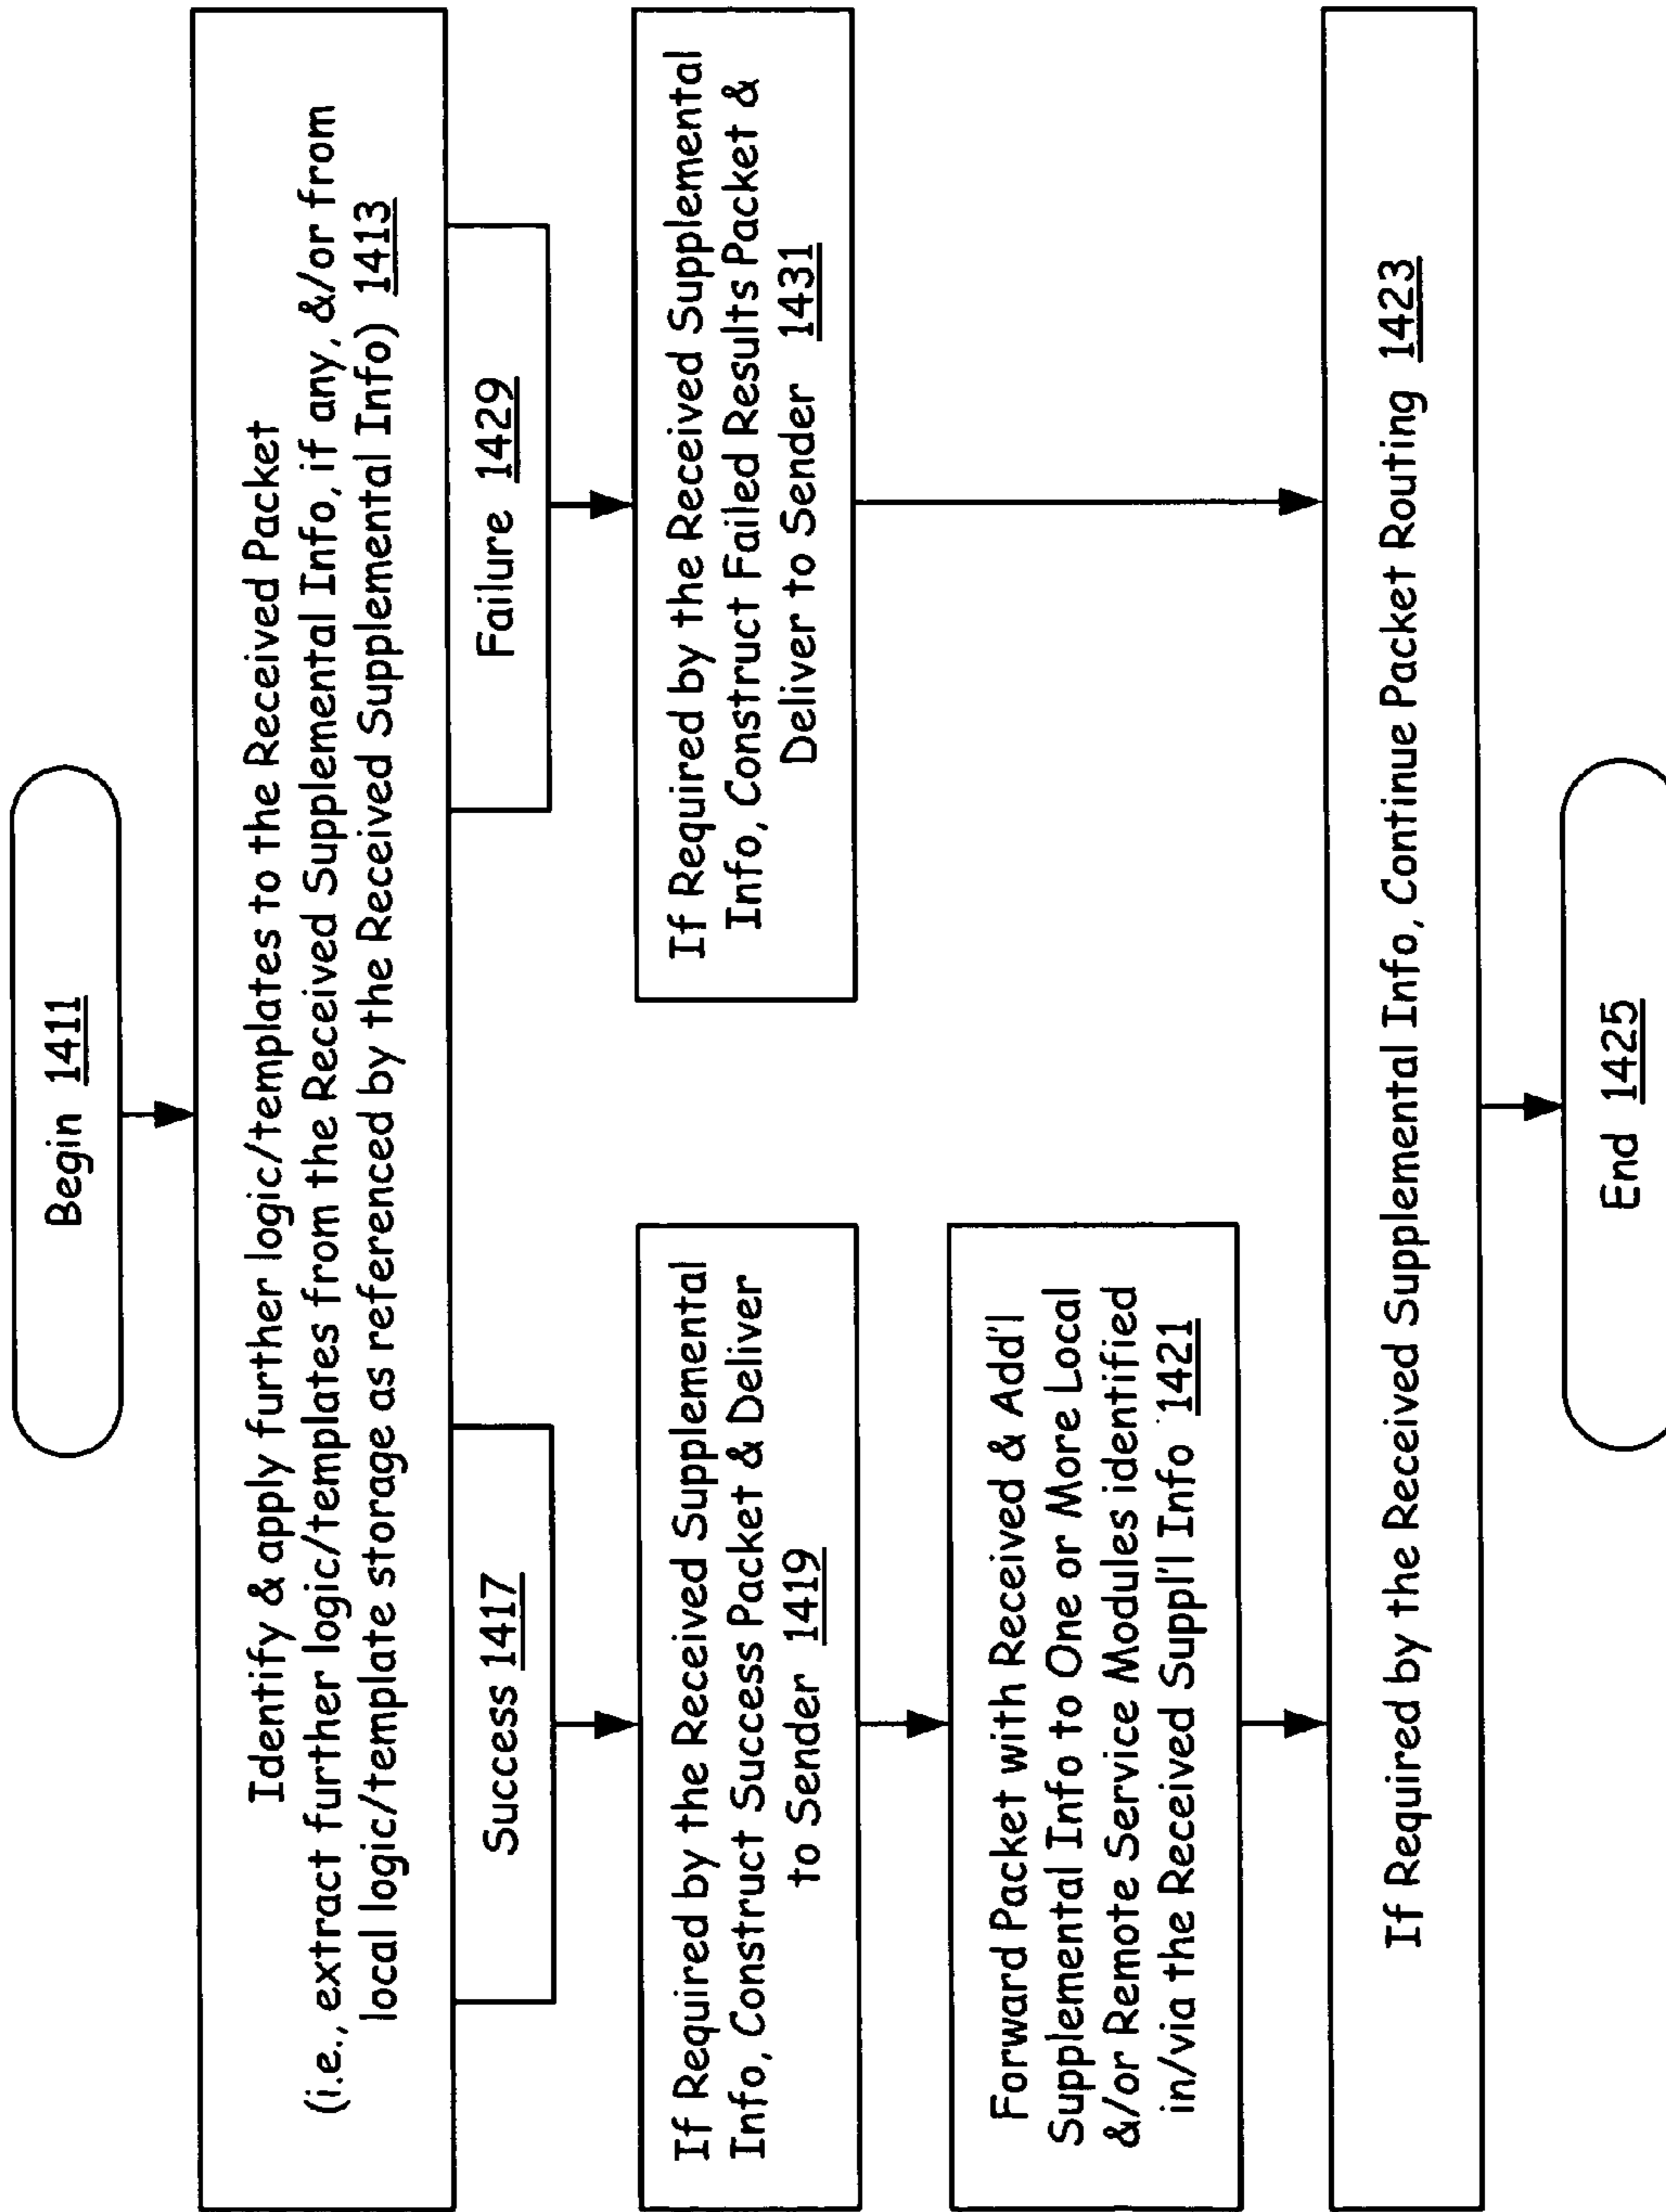 Begin 1411
Identify & apply further logic/templates to the Received Packet
(i.e., extract further logic/templates from the Received Supplemental Info, if any, &/or from
local logic/template storage as referenced by the Received Supplemental Info) 1413
Success 1417
Failure 1429
If Required by the Received Supplemental
Info, Construct Success Packet & Deliver
to Sender 1419
If Required by the Received Supplemental
Info, Construct Failed Results Packet &
Deliver to Sender 1431
Forward Packet with Received & Add'l
Supplemental Info to One or More Local
&/or Remote Service Modules identified
in/via the Received Suppl'l Info 1421
If Required by the Received Supplemental Info, Continue Packet Routing 1423
End 1425